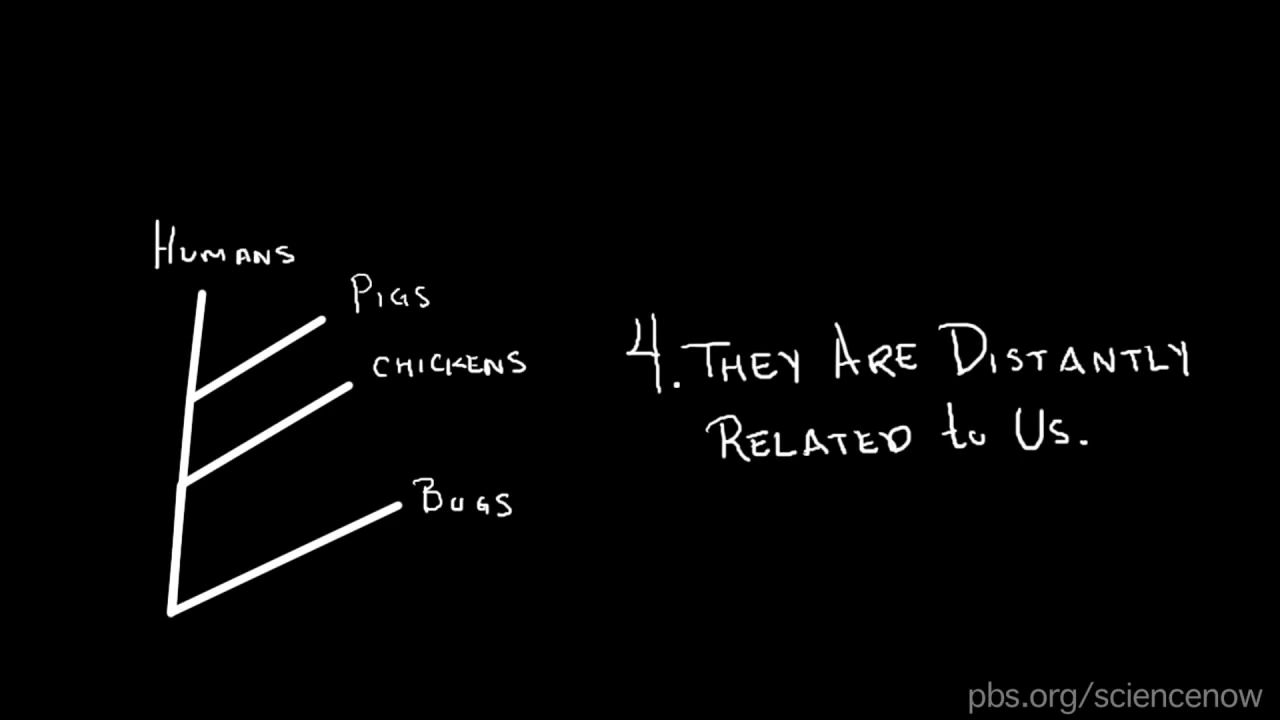 Humans
Pigs
CHICKENS
Bugs
4. They Are Distantly
Related to Us.
pbs.org/sciencenow